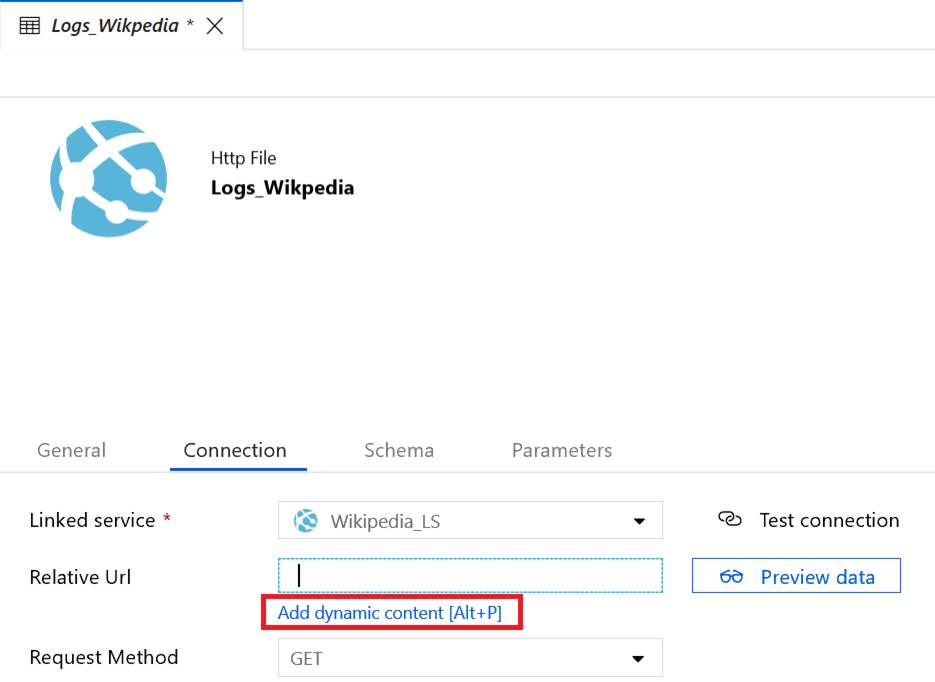 Logs_Wikpedia *
Http File
Logs_Wikpedia
General Connection Schema Parameters
Linked service * Wikipedia_LS Test connection
Relative Url Preview data
Add dynamic content [Alt+P]
Request Method GET